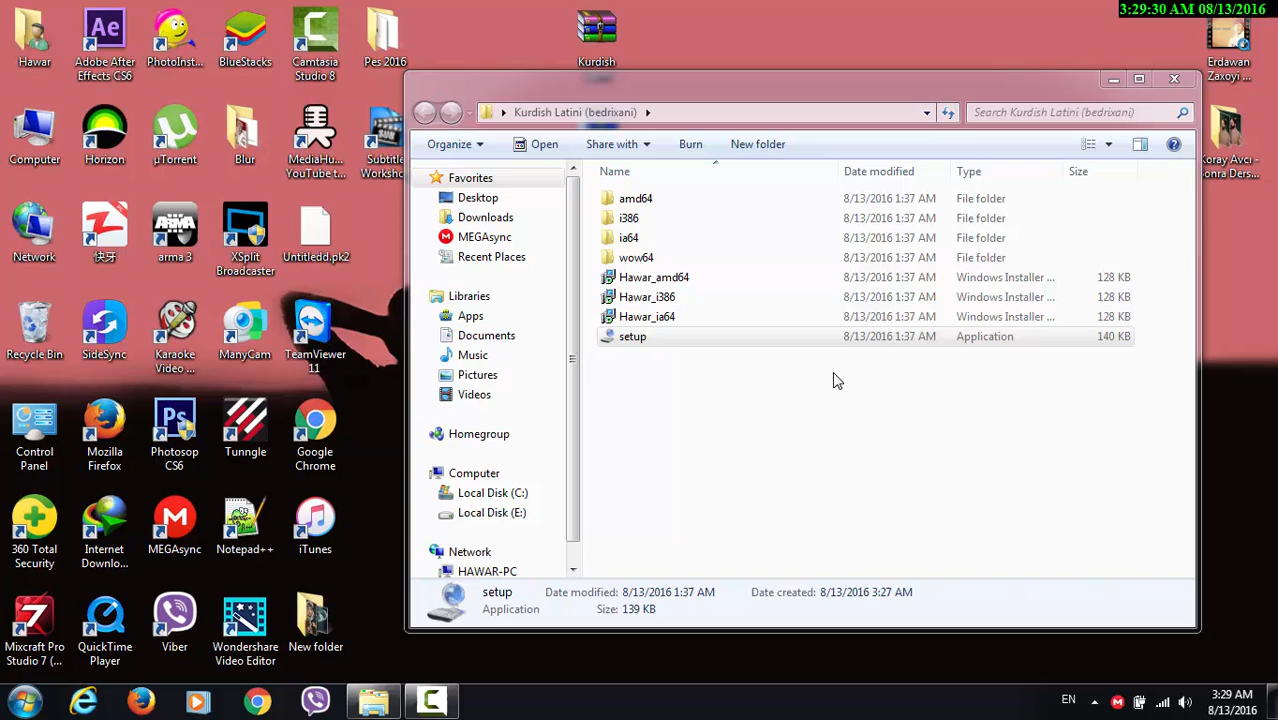 3:29:30 AM 08/13/2016
Hawar
Adobe After
Effects CS6
PhotoInst...
BlueStacks
Camtasia
Studio 8
Pes 2016
Kurdish
Erdawan
Zaxoyi ...
Computer
Horizon
µTorrent
Blur
MediaHu...
YouTube t...
Subtitle
Worksho...
Koray Avcı -
Sonra Ders...
Network
快牙
arma 3
XSplit
Broadcaster
Untitledd.pk2
Recycle Bin
SideSync
Karaoke
Video ...
ManyCam
TeamViewer
11
Control
Panel
Mozilla
Firefox
Photosop
CS6
Tunngle
Google
Chrome
360 Total
Security
Internet
Downlo...
MEGAsync
Notepad++
iTunes
Mixcraft Pro
Studio 7 (...
QuickTime
Player
Viber
Wondershare
Video Editor
New folder
Kurdish Latini (bedrixani)
Search Kurdish Latini (bedrixani)
Organize
Open
Share with
Burn
New folder
Favorites
Desktop
Downloads
MEGAsync
Recent Places
Libraries
Apps
Documents
Music
Pictures
Videos
Homegroup
Computer
Local Disk (C:)
Local Disk (E:)
Network
HAWAR-PC
Name Date modified Type Size
amd64 8/13/2016 1:37 AM File folder
i386 8/13/2016 1:37 AM File folder
ia64 8/13/2016 1:37 AM File folder
wow64 8/13/2016 1:37 AM File folder
Hawar_amd64 8/13/2016 1:37 AM Windows Installer ... 128 KB
Hawar_i386 8/13/2016 1:37 AM Windows Installer ... 128 KB
Hawar_ia64 8/13/2016 1:37 AM Windows Installer ... 128 KB
setup 8/13/2016 1:37 AM Application 140 KB
setup Date modified: 8/13/2016 1:37 AM Date created: 8/13/2016 3:27 AM
Application Size: 139 KB
EN
3:29 AM
8/13/2016